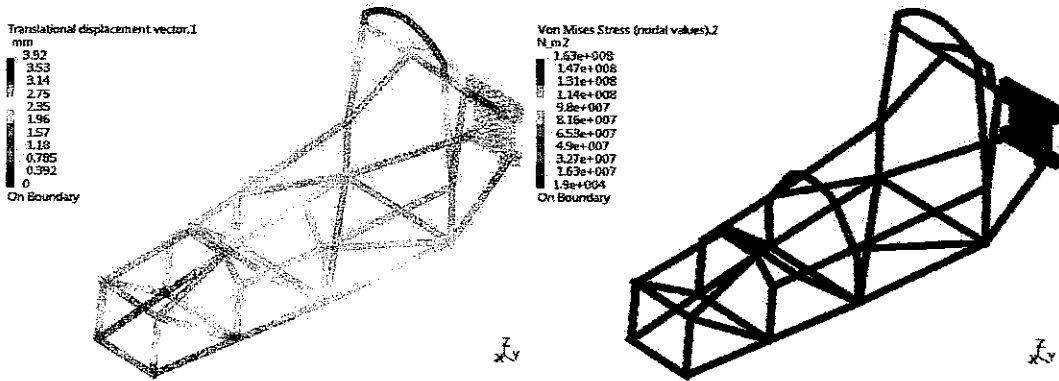 Translational displacement vector.1
mm
3.92
3.53
3.14
2.75
2.35
1.96
1.57
1.18
0.785
0.392
0
On Boundary
Z
X Y
Von Mises Stress (nodal values).2
N_m2
1.63e+008
1.47e+008
1.31e+008
1.14e+008
9.8e+007
8.16e+007
6.53e+007
4.9e+007
3.27e+007
1.63e+007
1.9e+004
On Boundary
Z
X Y